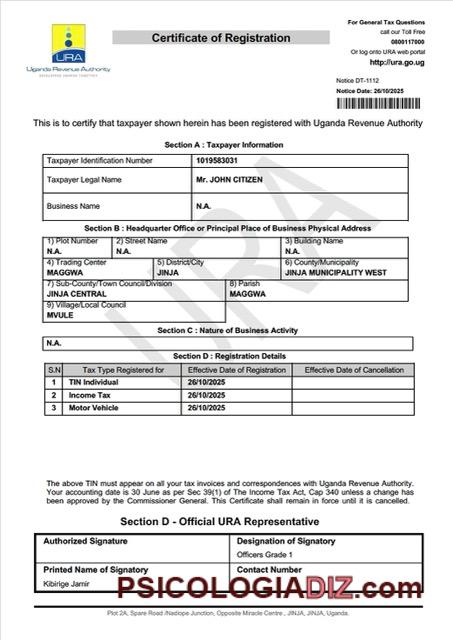 URA
Uganda Revenue Authority
DEVELOPING UGANDA TOGETHER
Certificate of Registration
For General Tax Questions
call our Toll Free
0800117000
Or log onto URA web portal
http://ura.go.ug
Notice DT-1112
Notice Date: 26/10/2025
This is to certify that taxpayer shown herein has been registered with Uganda Revenue Authority
Section A : Taxpayer Information
Taxpayer Identification Number 1019583031
Taxpayer Legal Name Mr. JOHN CITIZEN
Business Name N.A.
Section B : Headquarter Office or Principal Place of Business Physical Address
1) Plot Number 2) Street Name 3) Building Name
N.A. N.A. N.A.
4) Trading Center 5) District/City 6) County/Municipality
MAGGWA JINJA JINJA MUNICIPALITY WEST
7) Sub-County/Town Council/Division 8) Parish
JINJA CENTRAL MAGGWA
9) Village/Local Council
MVULE
Section C : Nature of Business Activity
N.A.
Section D : Registration Details
S.N Tax Type Registered for Effective Date of Registration Effective Date of Cancellation
1 TIN Individual 26/10/2025
2 Income Tax 26/10/2025
3 Motor Vehicle 26/10/2025
URA
The above TIN must appear on all your tax invoices and correspondences with Uganda Revenue Authority.
Your accounting date is 30 June as per Sec 39(1) of The Income Tax Act, Cap 340 unless a change has
been approved by the Commissioner General. This Certificate shall remain in force until it is cancelled.
Section D - Official URA Representative
Authorized Signature Designation of Signatory
Officers Grade 1
Printed Name of Signatory Contact Number
Kibirige Jamir
PSICOLOGIADIZ.com
Plot 2A, Spare Road /Nadiope Junction, Opposite Miracle Centre., JINJA, JINJA, Uganda.